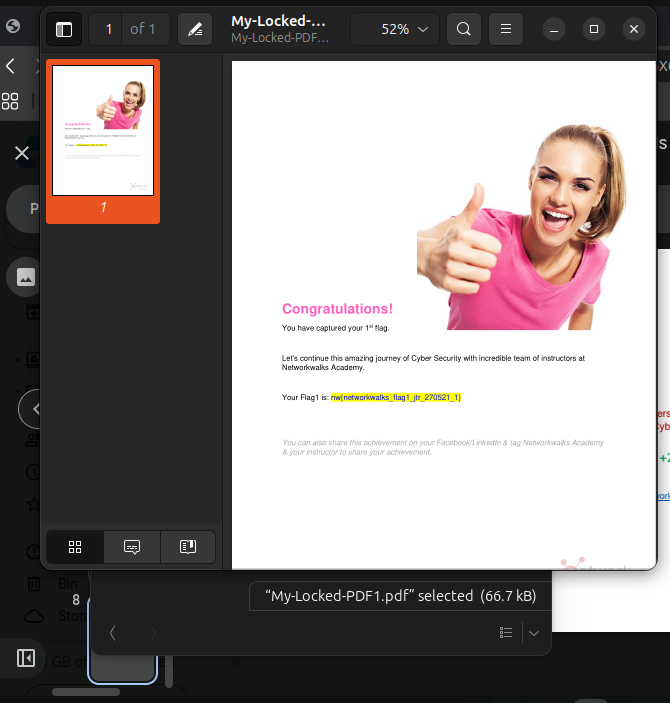 My-Locked-...
My-Locked-PDF...
1
of 1
52%
1
Congratulations!
You have captured your 1st flag.
Let's continue this amazing journey of Cyber Security with incredible team of instructors at
Networkwalks Academy.
Your Flag1 is: nw{networkwalks_flag1_jtr_270521_1}
You can also share this achievement on your Facebook/LinkedIn & tag Networkwalks Academy
& your instructor to share your achievement.
"My-Locked-PDF1.pdf" selected (66.7 kB)
Bin
8
GB of